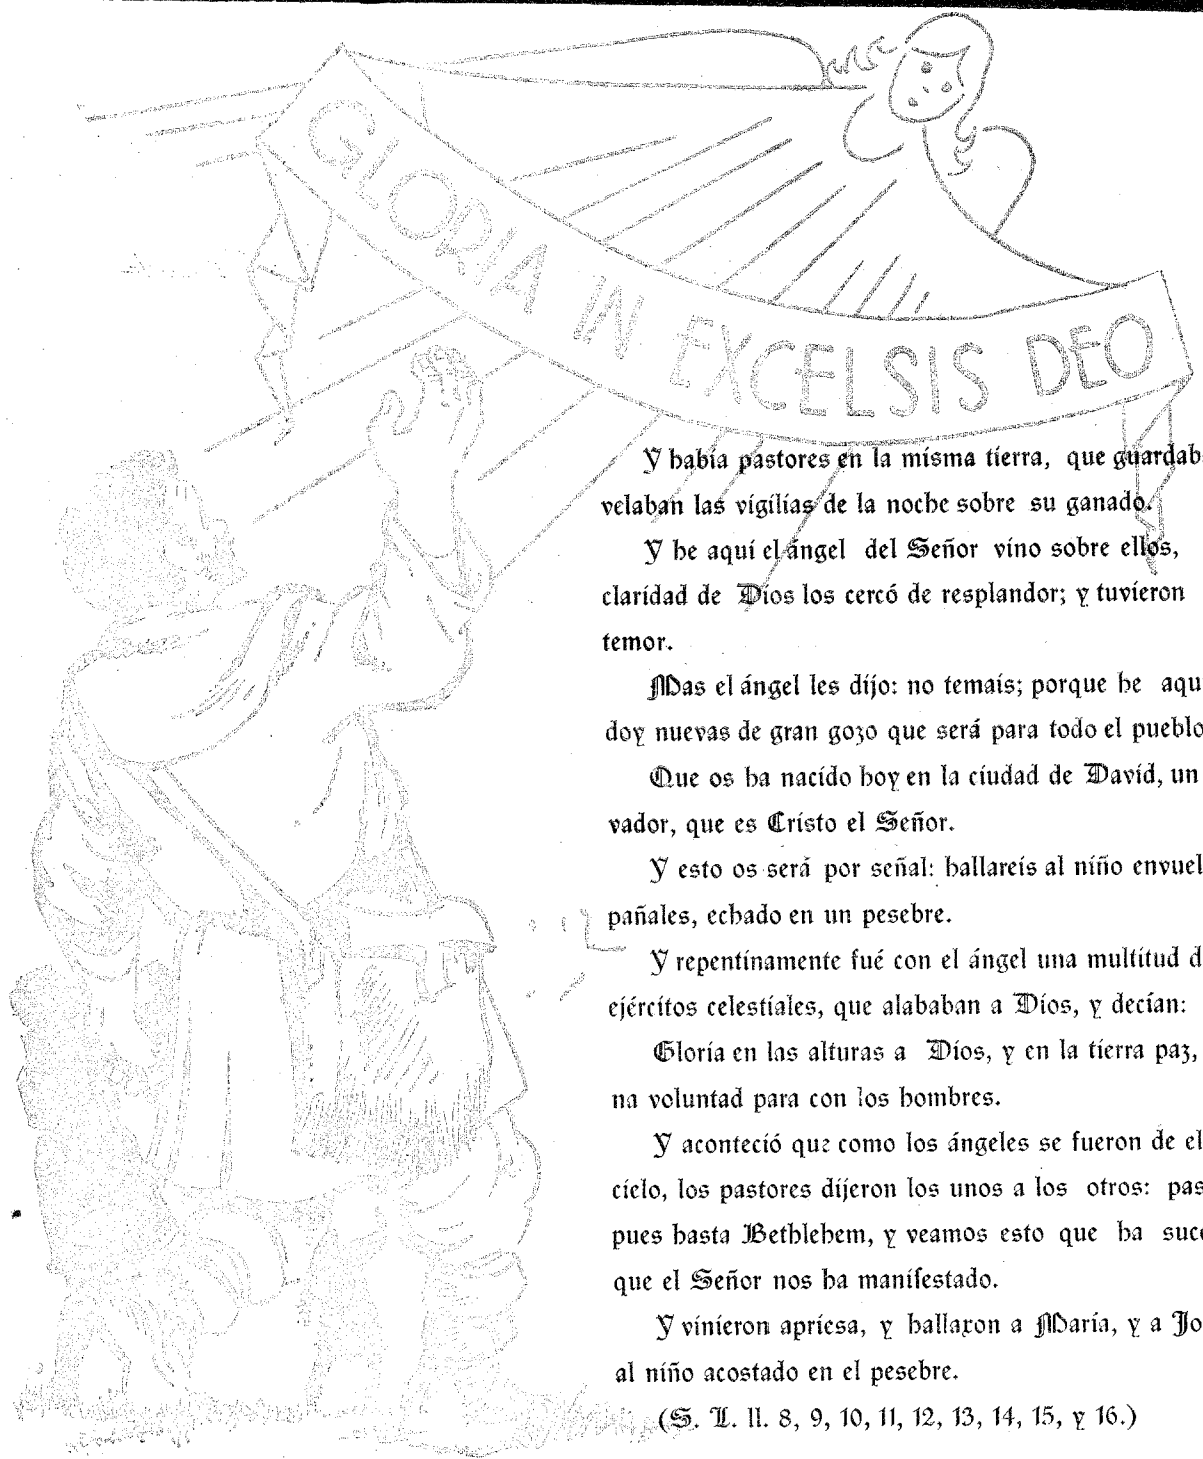 GLORIA IN EXCELSIS DEO
Y había pastores en la misma tierra, que guardab
velaban las vigilias de la noche sobre su ganado.
Y he aquí el ángel del Señor vino sobre ellos,
claridad de Dios los cercó de resplandor; y tuvieron
temor.
Mas el ángel les dijo: no temais; porque he aqu
doy nuevas de gran gozo que será para todo el pueblo
Que os ha nacido hoy en la ciudad de David, un
vador, que es Cristo el Señor.
Y esto os será por señal: hallareis al niño envuel
pañales, echado en un pesebre.
Y repentinamente fué con el ángel una multitud d
ejércitos celestiales, que alababan a Dios, y decían:
Gloria en las alturas a Dios, y en la tierra paz,
na voluntad para con los hombres.
Y aconteció que como los ángeles se fueron de el
cielo, los pastores dijeron los unos a los otros: pas
pues hasta Bethlehem, y veamos esto que ha suce
que el Señor nos ha manifestado.
Y vinieron apriesa, y hallaron a María, y a Jo
al niño acostado en el pesebre.
(S. L. II. 8, 9, 10, 11, 12, 13, 14, 15, y 16.)